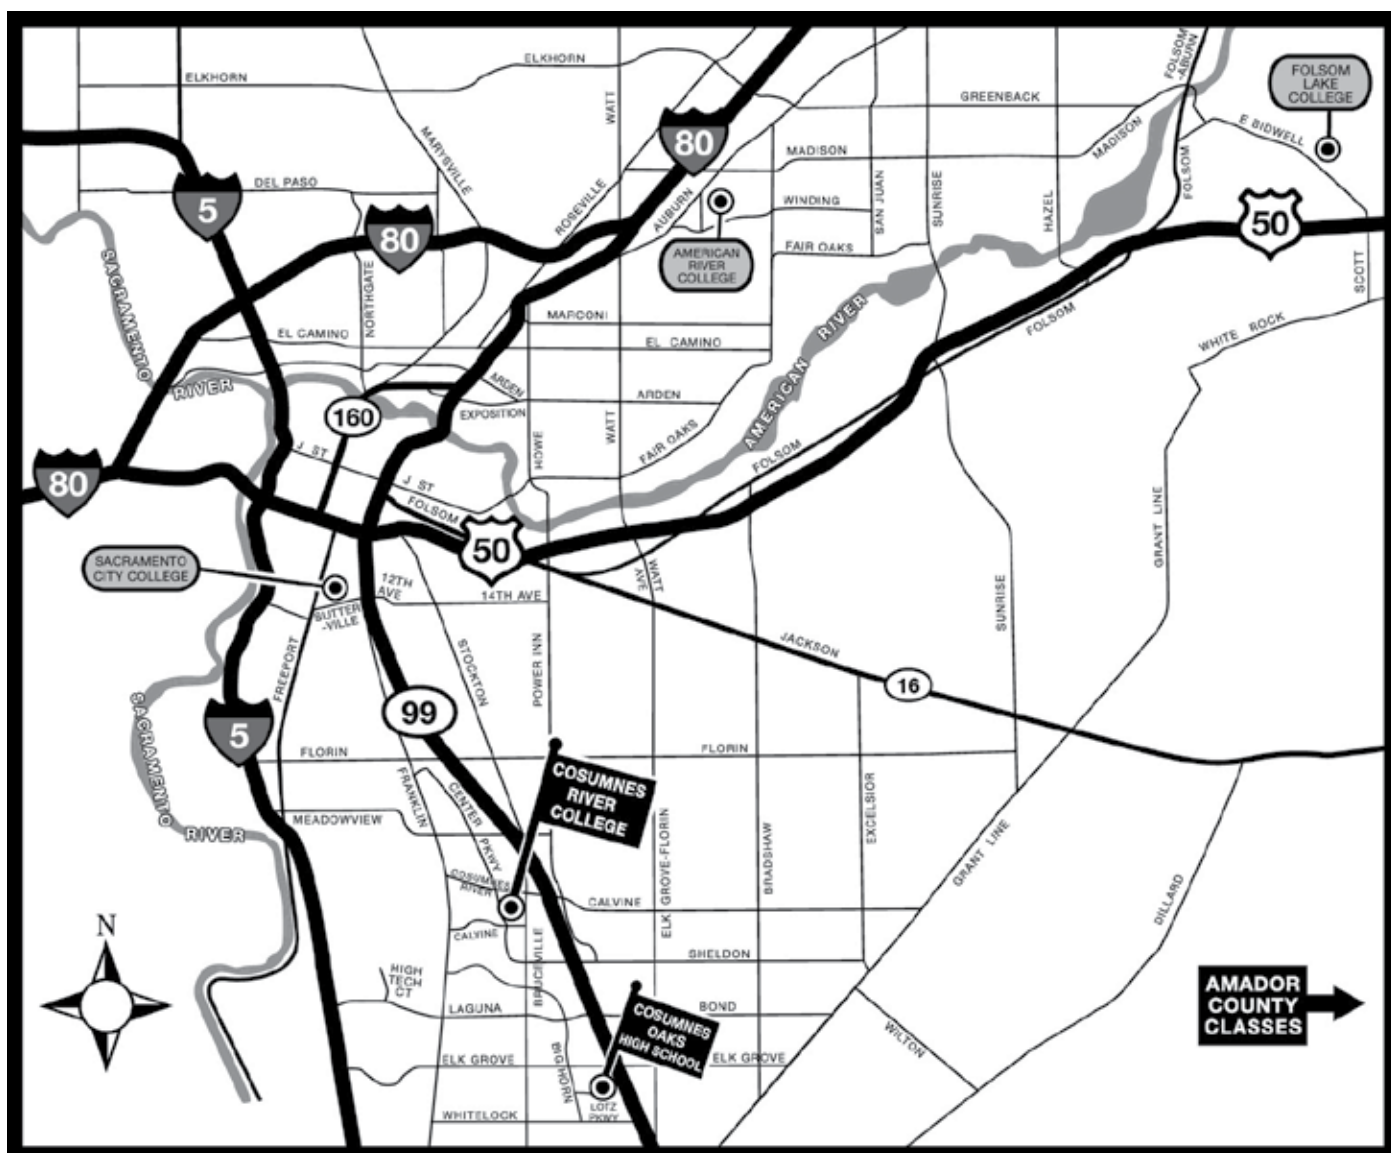 ELKHORN
ELKHORN
WATT
FOLSOM
-ABURN
FOLSOM
LAKE
COLLEGE
GREENBACK
E BIDWELL
MARYSVILLE
80
MADISON
MADISON
FOLSOM
DEL PASO
5
80
ROSEVILLE
AUBURN
WINDING
SAN JUAN
SUNRISE
HAZEL
50
AMERICAN
RIVER
COLLEGE
FAIR OAKS
SCOTT
SACRAMENTO
RIVER
NORTHGATE
EL CAMINO
MARCONI
EL CAMINO
AMERICAN RIVER
FOLSOM
WHITE ROCK
160
ARDEN
EXPOSITION
ARDEN
HOWE
WATT
FAIR OAKS
FOLSOM
80
J ST
J ST
FOLSOM
50
GRANT LINE
SACRAMENTO
CITY COLLEGE
12TH
AVE
14TH AVE
WATT
AVE
SUTTER
-VILLE
SUNRISE
FREEPORT
STOCKTON
POWER INN
JACKSON
16
SACRAMENTO
RIVER
5
99
FLORIN
FLORIN
FRANKLIN
CENTER PKWY
COSUMNES
RIVER
COLLEGE
MEADOWVIEW
ELK GROVE-FLORIN
BRADSHAW
EXCELSIOR
GRANT LINE
DILLARD
COSUMNES
RIVER
CALVINE
CALVINE
N
BRUCEVILLE
SHELDON
HIGH
TECH
CT
LAGUNA
BOND
COSUMNES
OAKS
HIGH SCHOOL
AMADOR
COUNTY
CLASSES
WILTON
ELK GROVE
BIGHORN
ELK GROVE
WHITELOCK
LOTZ
PKWY